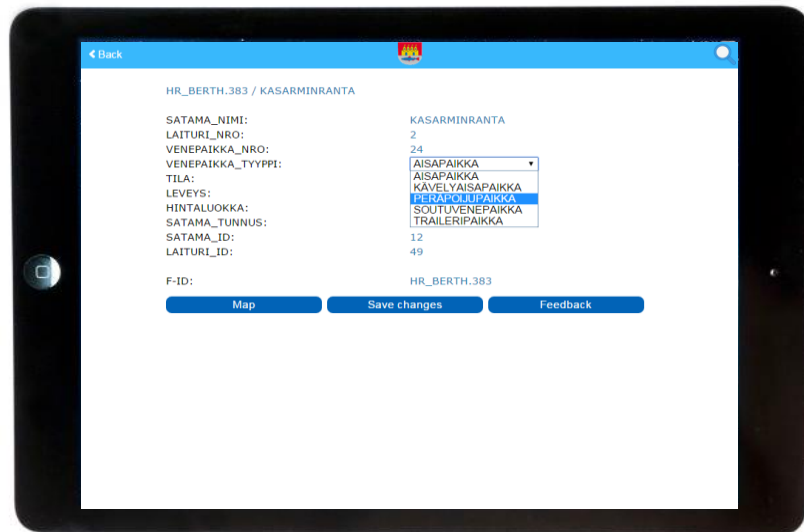 Back
HR_BERTH.383 / KASARMINRANTA
SATAMA_NIMI: KASARMINRANTA
LAITURI_NRO: 2
VENEPAIKKA_NRO: 24
VENEPAIKKA_TYYPPI: AISAPAIKKA
TILA: AISAPAIKKA
LEVEYS: KÄVELYAISAPAIKKA
PERÄPOIJUPAIKKA
HINTALUOKKA: SOUTUVENEPAIKKA
SATAMA_TUNNUS: TRAILERIPAIKKA
SATAMA_ID: 12
LAITURI_ID: 49
F-ID: HR_BERTH.383
Map Save changes Feedback